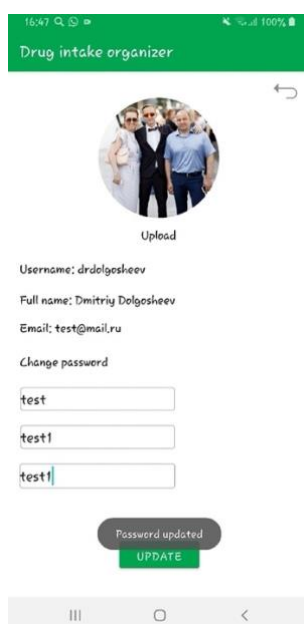 16:47
100%
Drug intake organizer
Upload
Username: drdolgosheev
Full name: Dmitriy Dolgosheev
Email: test@mail.ru
Change password
test
test1
test1
Password updated
UPDATE